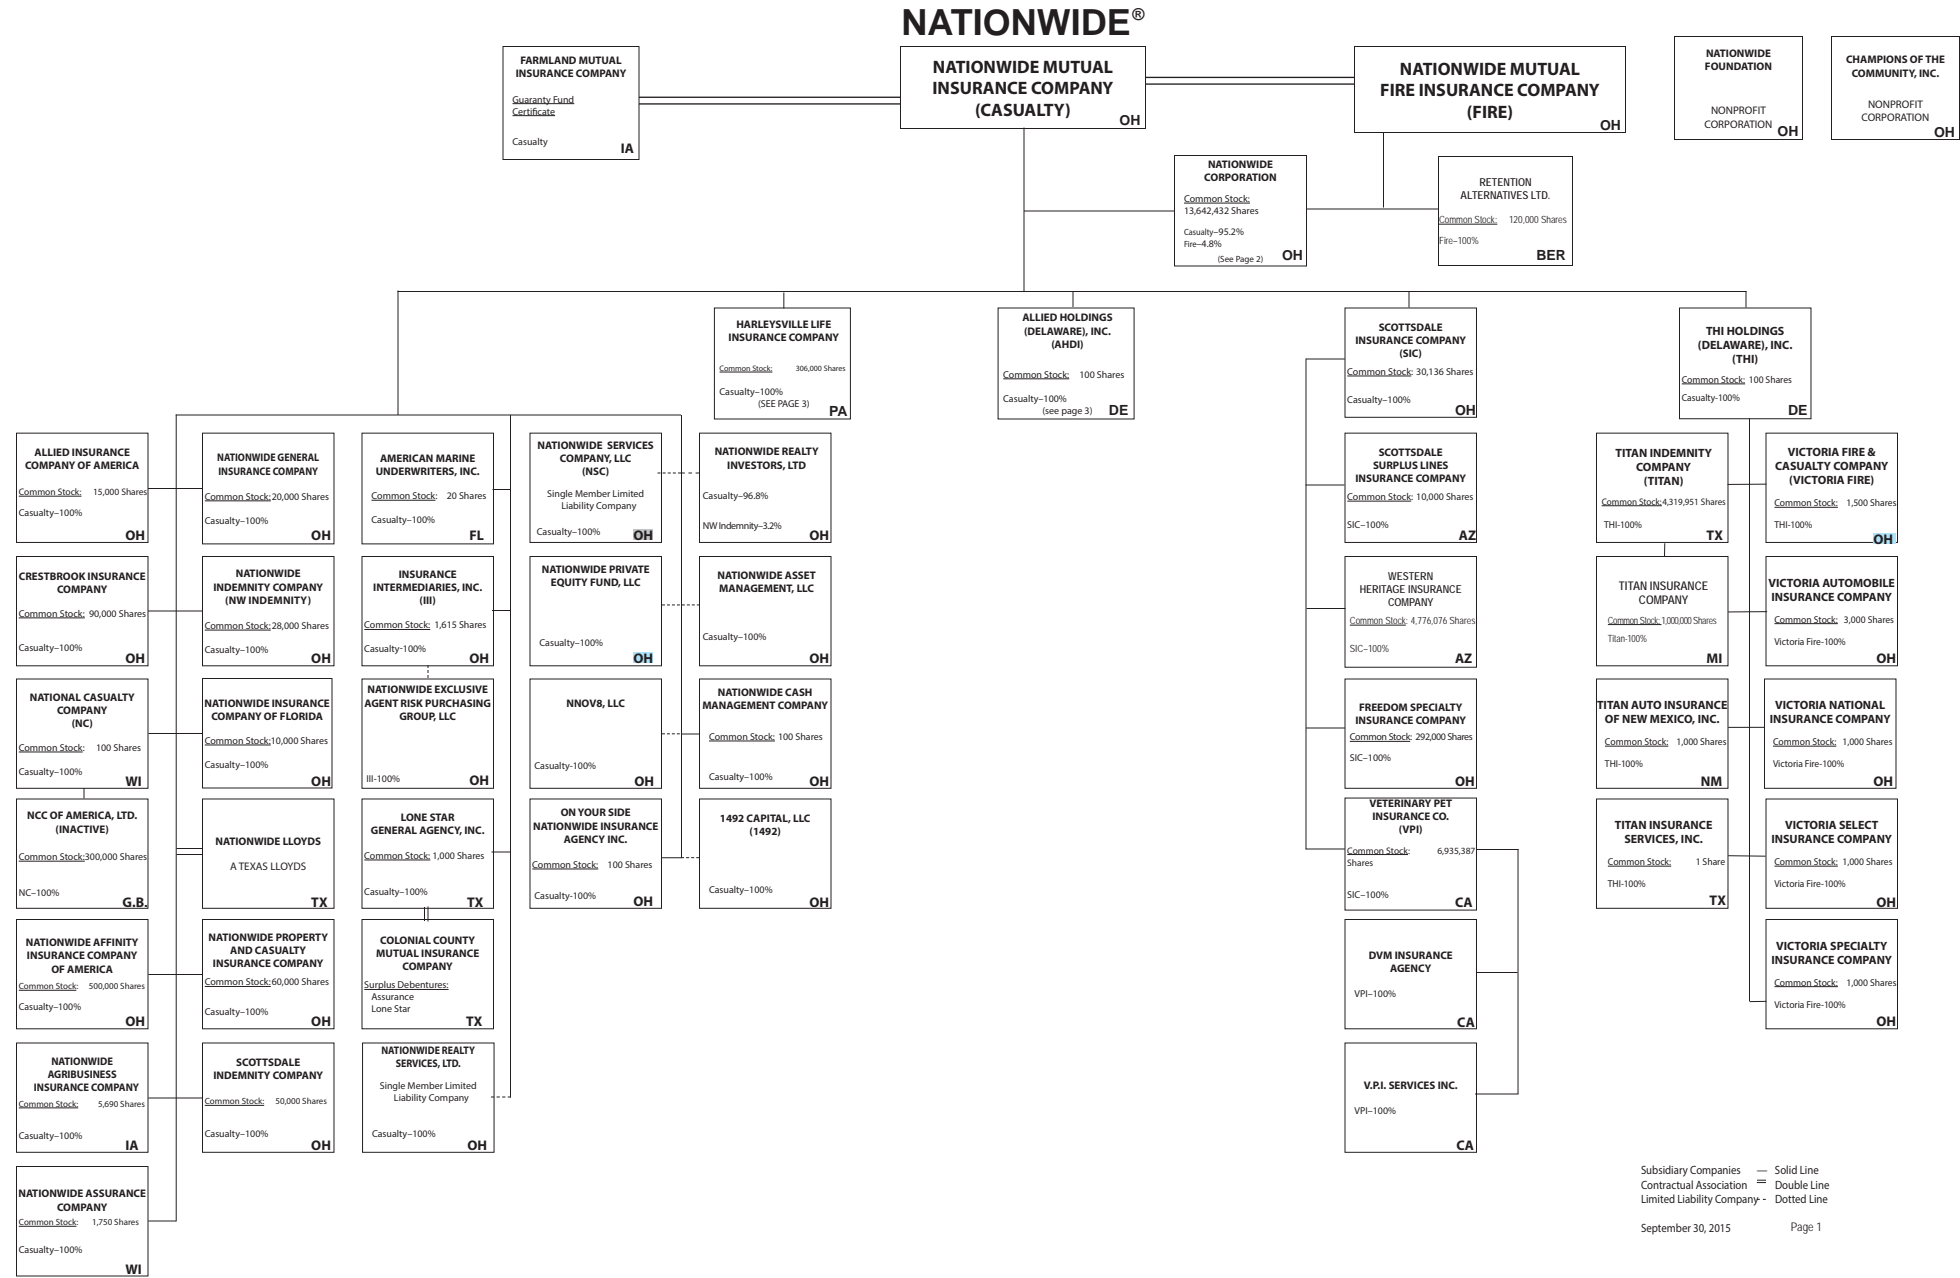 NATIONWIDE®
FARMLAND MUTUAL
INSURANCE COMPANY
Guaranty Fund
Certificate
Casualty
IA
NATIONWIDE MUTUAL
INSURANCE COMPANY
(CASUALTY)
OH
NATIONWIDE MUTUAL
FIRE INSURANCE COMPANY
(FIRE)
OH
NATIONWIDE
FOUNDATION
NONPROFIT
CORPORATION
OH
CHAMPIONS OF THE
COMMUNITY, INC.
NONPROFIT
CORPORATION
OH
NATIONWIDE
CORPORATION
Common Stock:
13,642,432 Shares
Casualty–95.2%
Fire–4.8%
(See Page 2)
OH
RETENTION
ALTERNATIVES LTD.
Common Stock: 120,000 Shares
Fire–100%
BER
HARLEYSVILLE LIFE
INSURANCE COMPANY
Common Stock: 306,000 Shares
Casualty–100%
(SEE PAGE 3)
PA
ALLIED HOLDINGS
(DELAWARE), INC.
(AHDI)
Common Stock: 100 Shares
Casualty–100%
(see page 3)
DE
SCOTTSDALE
INSURANCE COMPANY
(SIC)
Common Stock: 30,136 Shares
Casualty–100%
OH
THI HOLDINGS
(DELAWARE), INC.
(THI)
Common Stock: 100 Shares
Casualty-100%
DE
ALLIED INSURANCE
COMPANY OF AMERICA
Common Stock: 15,000 Shares
Casualty–100%
OH
NATIONWIDE GENERAL
INSURANCE COMPANY
Common Stock: 20,000 Shares
Casualty–100%
OH
AMERICAN MARINE
UNDERWRITERS, INC.
Common Stock: 20 Shares
Casualty–100%
FL
NATIONWIDE SERVICES
COMPANY, LLC
(NSC)
Single Member Limited
Liability Company
Casualty–100%
OH
NATIONWIDE REALTY
INVESTORS, LTD
Casualty–96.8%
NW Indemnity–3.2%
OH
SCOTTSDALE
SURPLUS LINES
INSURANCE COMPANY
Common Stock: 10,000 Shares
SIC–100%
AZ
TITAN INDEMNITY
COMPANY
(TITAN)
Common Stock: 4,319,951 Shares
THI-100%
TX
VICTORIA FIRE &
CASUALTY COMPANY
(VICTORIA FIRE)
Common Stock: 1,500 Shares
THI-100%
OH
CRESTBROOK INSURANCE
COMPANY
Common Stock: 90,000 Shares
Casualty–100%
OH
NATIONWIDE
INDEMNITY COMPANY
(NW INDEMNITY)
Common Stock: 28,000 Shares
Casualty–100%
OH
INSURANCE
INTERMEDIARIES, INC.
(III)
Common Stock: 1,615 Shares
Casualty-100%
OH
NATIONWIDE PRIVATE
EQUITY FUND, LLC
Casualty–100%
OH
NATIONWIDE ASSET
MANAGEMENT, LLC
Casualty–100%
OH
WESTERN
HERITAGE INSURANCE
COMPANY
Common Stock: 4,776,076 Shares
SIC–100%
AZ
TITAN INSURANCE
COMPANY
Common Stock: 1,000,000 Shares
Titan-100%
MI
VICTORIA AUTOMOBILE
INSURANCE COMPANY
Common Stock: 3,000 Shares
Victoria Fire-100%
OH
NATIONAL CASUALTY
COMPANY
(NC)
Common Stock: 100 Shares
Casualty–100%
WI
NATIONWIDE INSURANCE
COMPANY OF FLORIDA
Common Stock: 10,000 Shares
Casualty–100%
OH
NATIONWIDE EXCLUSIVE
AGENT RISK PURCHASING
GROUP, LLC
III-100%
OH
NNOV8, LLC
Casualty-100%
OH
NATIONWIDE CASH
MANAGEMENT COMPANY
Common Stock: 100 Shares
Casualty–100%
OH
FREEDOM SPECIALTY
INSURANCE COMPANY
Common Stock: 292,000 Shares
SIC–100%
OH
TITAN AUTO INSURANCE
OF NEW MEXICO, INC.
Common Stock: 1,000 Shares
THI-100%
NM
VICTORIA NATIONAL
INSURANCE COMPANY
Common Stock: 1,000 Shares
Victoria Fire-100%
OH
NCC OF AMERICA, LTD.
(INACTIVE)
Common Stock: 300,000 Shares
NC–100%
G.B.
NATIONWIDE LLOYDS
A TEXAS LLOYDS
TX
LONE STAR
GENERAL AGENCY, INC.
Common Stock: 1,000 Shares
Casualty–100%
TX
ON YOUR SIDE
NATIONWIDE INSURANCE
AGENCY INC.
Common Stock: 100 Shares
Casualty-100%
OH
1492 CAPITAL, LLC
(1492)
Casualty–100%
OH
VETERINARY PET
INSURANCE CO.
(VPI)
Common Stock: 6,935,387
Shares
SIC–100%
CA
TITAN INSURANCE
SERVICES, INC.
Common Stock: 1 Share
THI-100%
TX
VICTORIA SELECT
INSURANCE COMPANY
Common Stock: 1,000 Shares
Victoria Fire-100%
OH
NATIONWIDE AFFINITY
INSURANCE COMPANY
OF AMERICA
Common Stock: 500,000 Shares
Casualty–100%
OH
NATIONWIDE PROPERTY
AND CASUALTY
INSURANCE COMPANY
Common Stock: 60,000 Shares
Casualty–100%
OH
COLONIAL COUNTY
MUTUAL INSURANCE
COMPANY
Surplus Debentures:
Assurance
Lone Star
TX
DVM INSURANCE
AGENCY
VPI–100%
CA
VICTORIA SPECIALTY
INSURANCE COMPANY
Common Stock: 1,000 Shares
Victoria Fire-100%
OH
NATIONWIDE
AGRIBUSINESS
INSURANCE COMPANY
Common Stock: 5,690 Shares
Casualty–100%
IA
SCOTTSDALE
INDEMNITY COMPANY
Common Stock: 50,000 Shares
Casualty–100%
OH
NATIONWIDE REALTY
SERVICES, LTD.
Single Member Limited
Liability Company
Casualty–100%
OH
V.P.I. SERVICES INC.
VPI–100%
CA
NATIONWIDE ASSURANCE
COMPANY
Common Stock: 1,750 Shares
Casualty–100%
WI
Subsidiary Companies — Solid Line
Contractual Association = Double Line
Limited Liability Company - - Dotted Line
September 30, 2015 Page 1